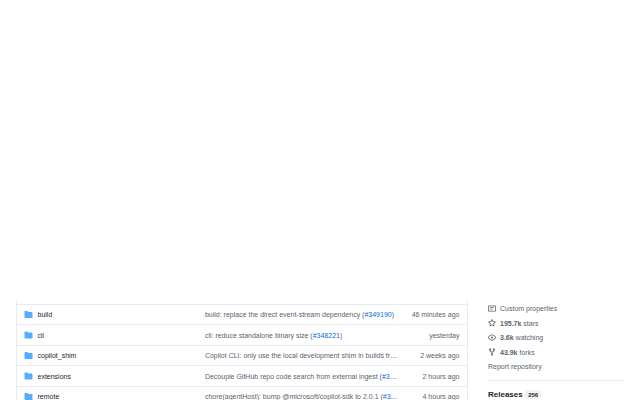 build build: replace the direct event-stream dependency (#349190) 46 minutes ago
cli cli: reduce standalone binary size (#348221) yesterday
copilot_shim Copilot CLI: only use the local development shim in builds fr... 2 weeks ago
extensions Decouple GitHub repo code search from external ingest (#3... 2 hours ago
remote chore(agentHost): bump @microsoft/copilot-sdk to 2.0.1 (#3... 4 hours ago
Custom properties
195.7k stars
3.6k watching
43.9k forks
Report repository
Releases 256